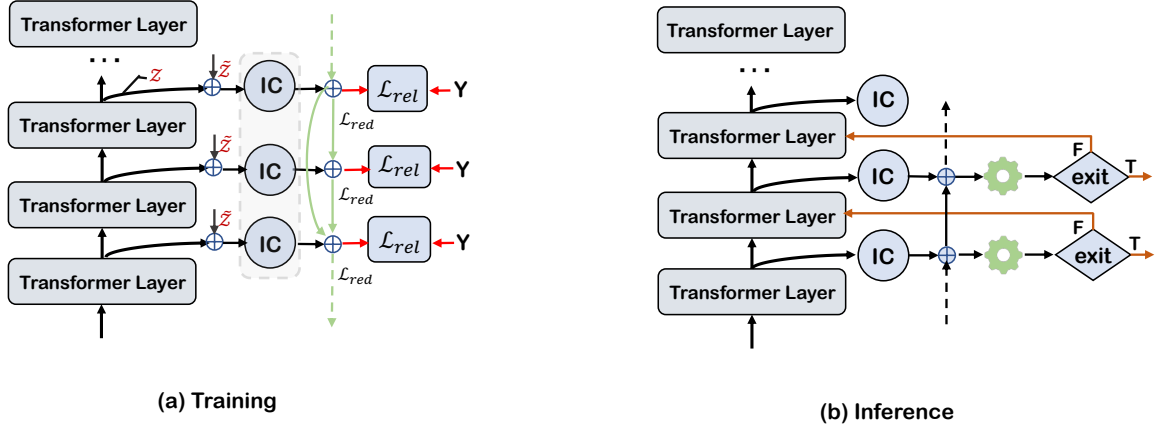 Transformer Layer
...
z
z̃
IC
ℒrel
Y
ℒred
Transformer Layer
z̃
IC
ℒrel
Y
ℒred
Transformer Layer
z̃
IC
ℒrel
Y
ℒred
Transformer Layer
(a) Training
Transformer Layer
...
IC
Transformer Layer
F
IC
exit
T
Transformer Layer
F
IC
exit
T
Transformer Layer
(b) Inference